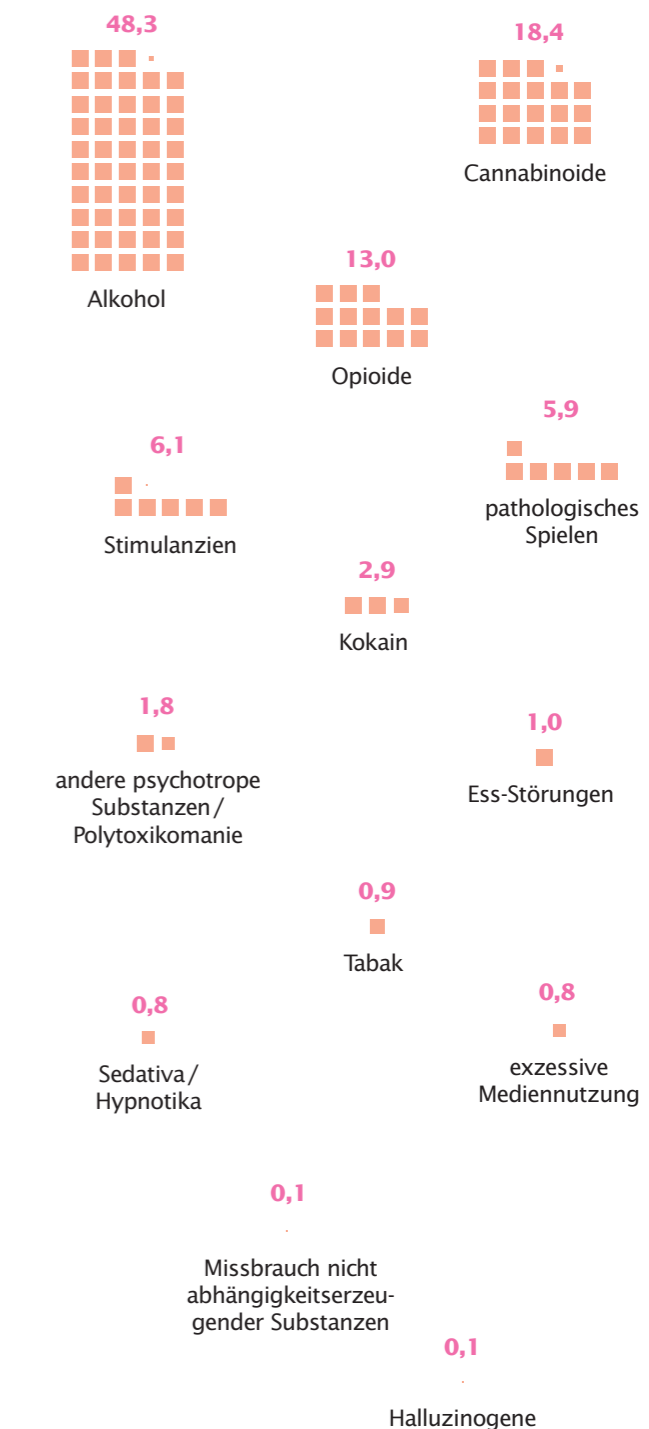 48,3
Alkohol
18,4
Cannabinoide
13,0
Opioide
6,1
Stimulanzien
5,9
pathologisches
Spielen
2,9
Kokain
1,8
andere psychotrope
Substanzen/
Polytoxikomanie
1,0
Ess-Störungen
0,9
Tabak
0,8
Sedativa/
Hypnotika
0,8
exzessive
Mediennutzung
0,1
Missbrauch nicht
abhängigkeitserzeu-
gender Substanzen
0,1
Halluzinogene